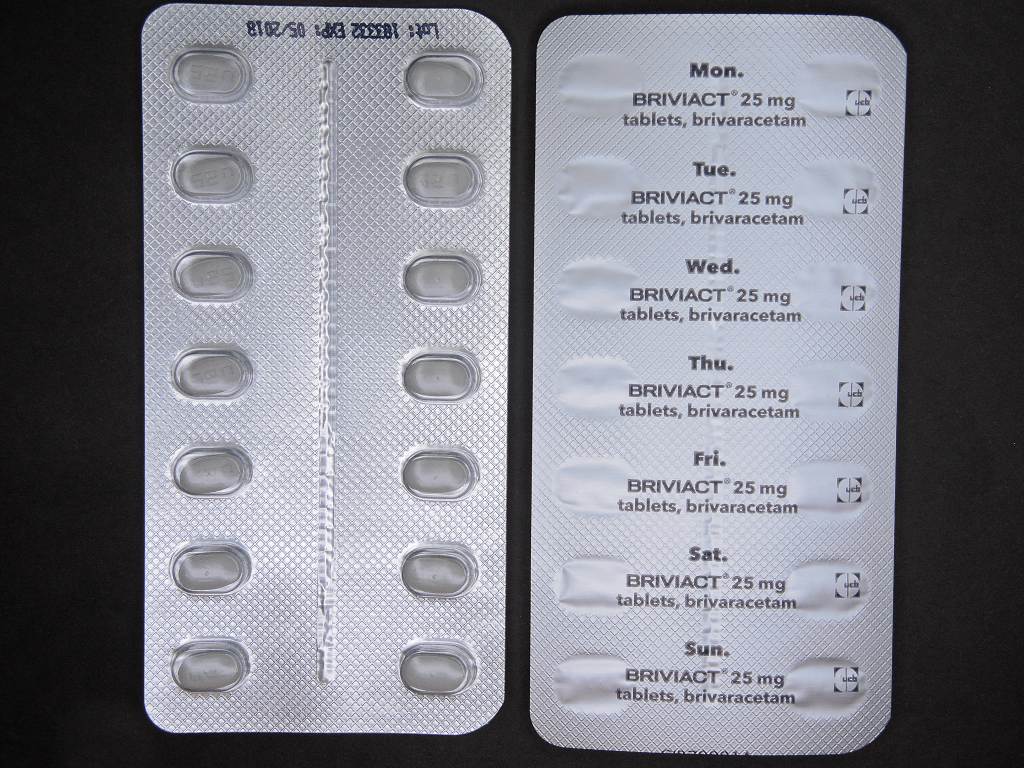 Lot: 183332 EXP: 05/2018
Mon.
BRIVIACT® 25 mg
tablets, brivaracetam
ucb
Tue.
BRIVIACT® 25 mg
tablets, brivaracetam
ucb
Wed.
BRIVIACT® 25 mg
tablets, brivaracetam
ucb
Thu.
BRIVIACT® 25 mg
tablets, brivaracetam
ucb
Fri.
BRIVIACT® 25 mg
tablets, brivaracetam
ucb
Sat.
BRIVIACT® 25 mg
tablets, brivaracetam
ucb
Sun.
BRIVIACT® 25 mg
tablets, brivaracetam
ucb